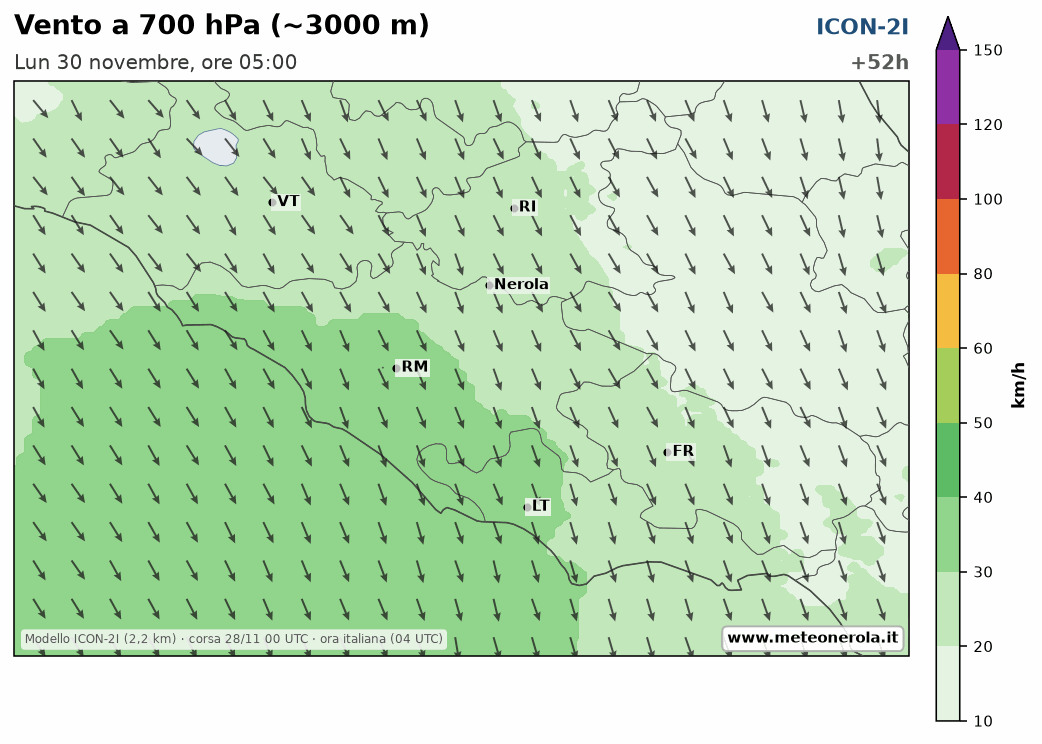 Vento a 700 hPa (~3000 m)
ICON-2I
Lun 30 novembre, ore 05:00
+52h
VT
RI
Nerola
RM
FR
LT
Modello ICON-2I (2,2 km) · corsa 28/11 00 UTC · ora italiana (04 UTC)
www.meteonerola.it
150
120
100
80
60
50
40
30
20
10
km/h